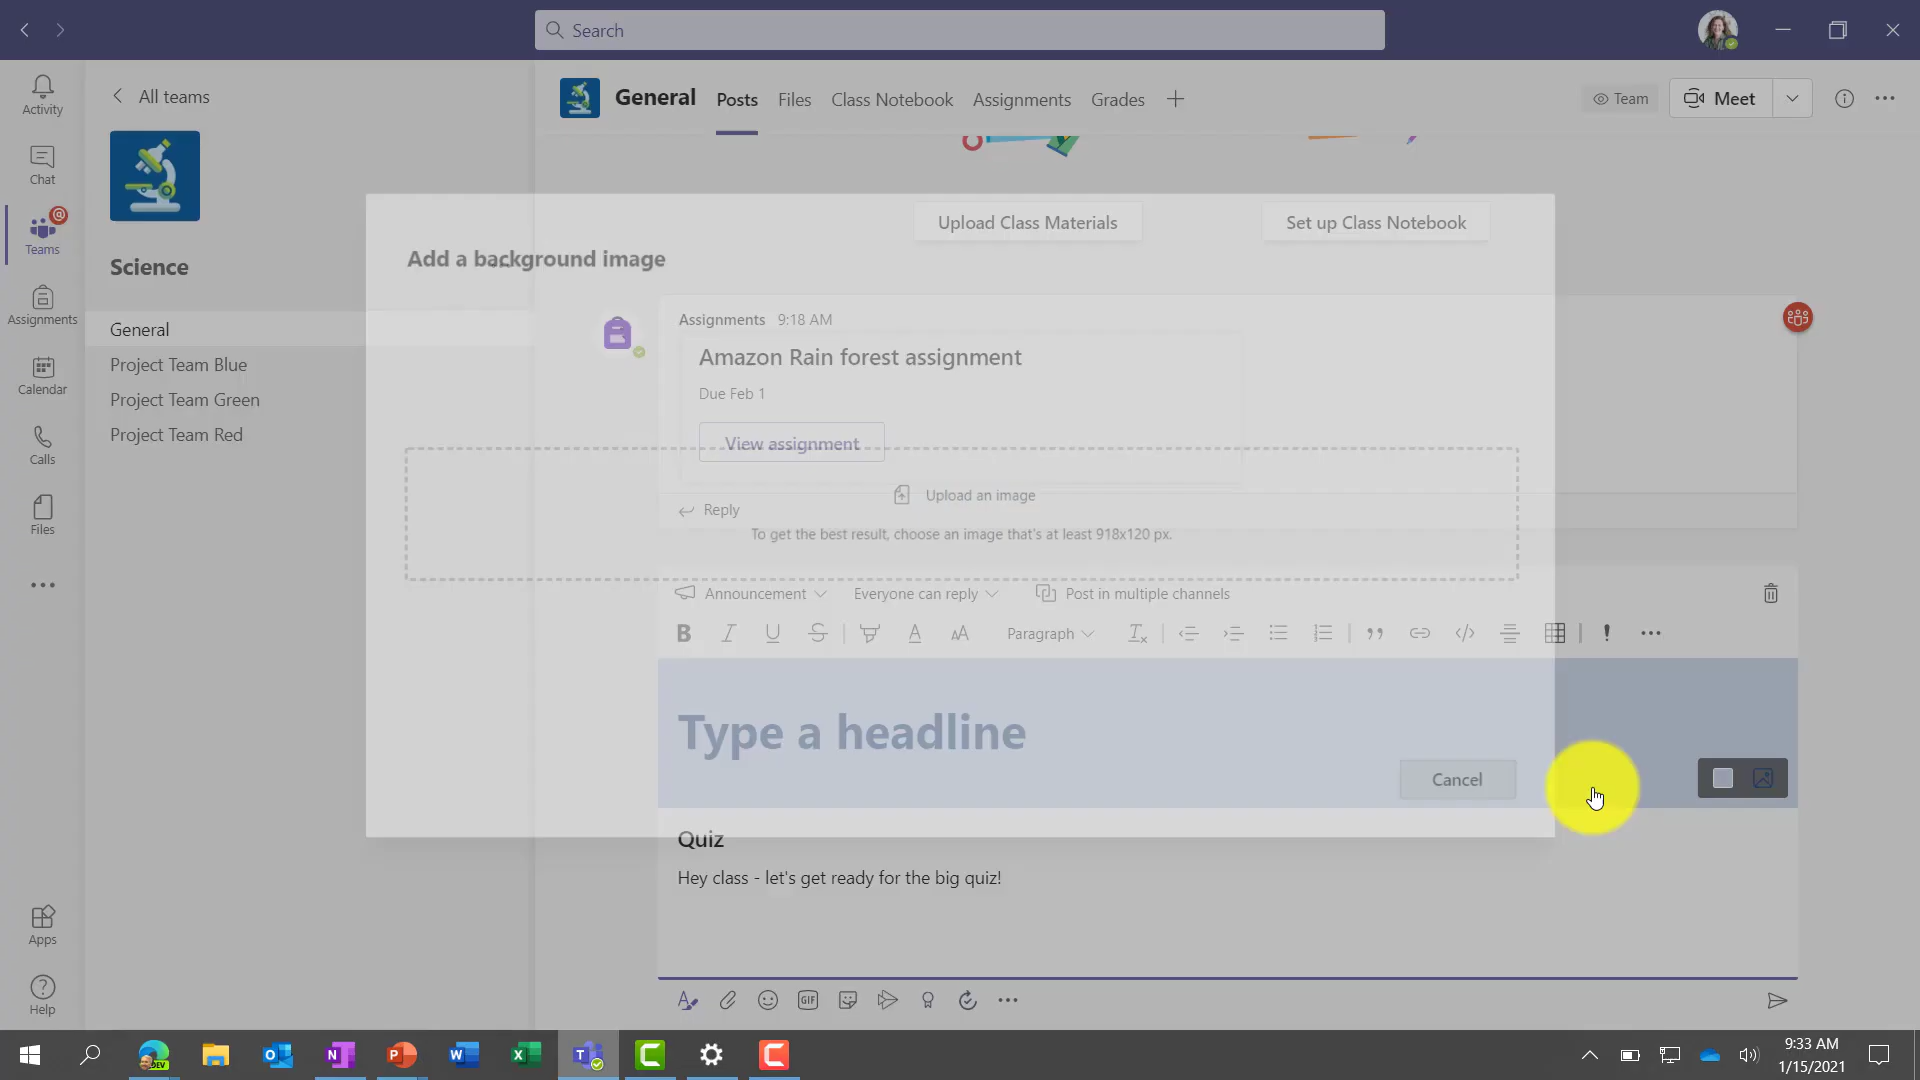 Search
Activity
Chat
Teams
Assignments
Calendar
Calls
Files
Apps
Help
All teams
Science
General
Project Team Blue
Project Team Green
Project Team Red
General Posts Files Class Notebook Assignments Grades
Team Meet
Upload Class Materials Set up Class Notebook
Add a background image
Assignments 9:18 AM
Amazon Rain forest assignment
Due Feb 1
View assignment
Upload an image
Reply
To get the best result, choose an image that's at least 918x120 px.
Announcement Everyone can reply Post in multiple channels
B I U S A AA Paragraph
Type a headline
Cancel
Quiz
Hey class - let's get ready for the big quiz!
GIF
DEV
9:33 AM
1/15/2021